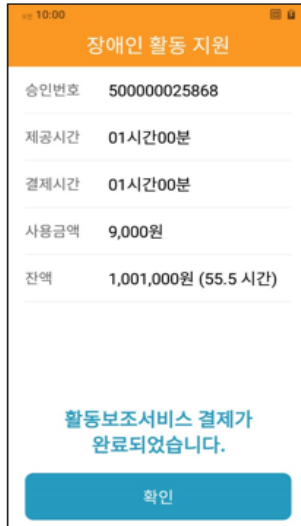 오전 10:00
장애인 활동 지원
승인번호 500000025868
제공시간 01시간00분
결제시간 01시간00분
사용금액 9,000원
잔액 1,001,000원 (55.5 시간)
활동보조서비스 결제가
완료되었습니다.
확인